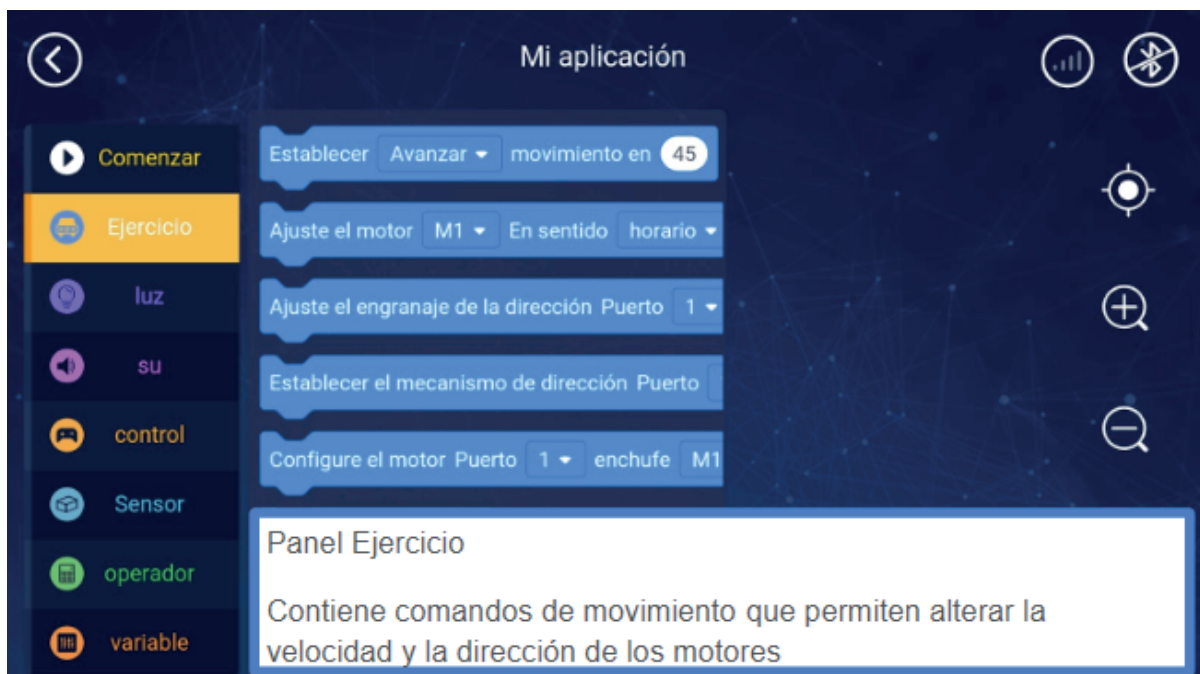 Mi aplicación
Comenzar
Ejercicio
luz
su
control
Sensor
operador
variable
Establecer Avanzar movimiento en 45
Ajuste el motor M1 En sentido horario
Ajuste el engranaje de la dirección Puerto 1
Establecer el mecanismo de dirección Puerto
Configure el motor Puerto 1 enchufe M1
Panel Ejercicio
Contiene comandos de movimiento que permiten alterar la
velocidad y la dirección de los motores